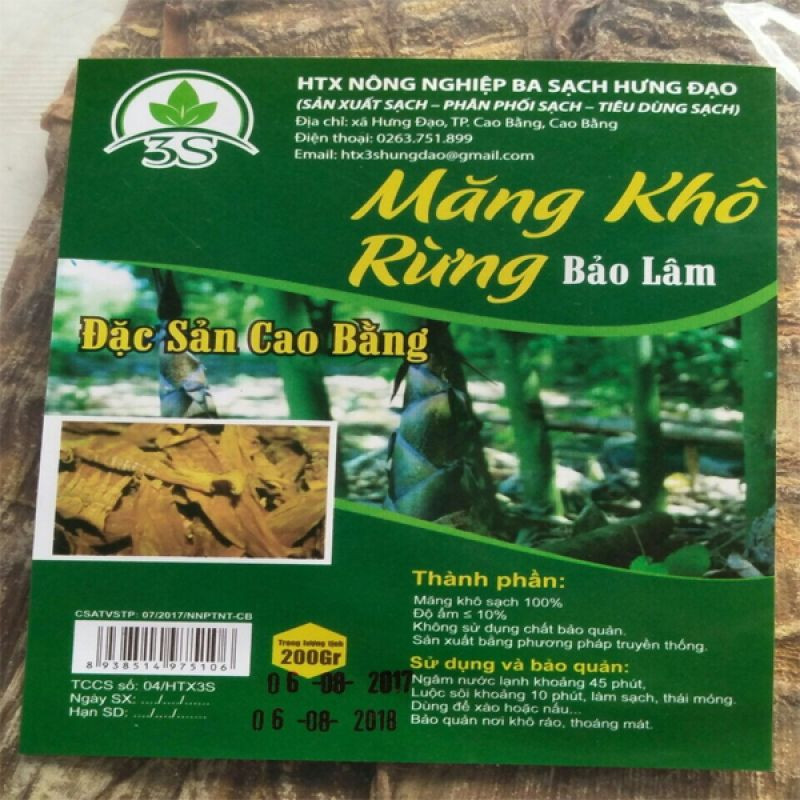 3S
HTX NÔNG NGHIỆP BA SẠCH HƯNG ĐẠO
(SẢN XUẤT SẠCH – PHÂN PHỐI SẠCH – TIÊU DÙNG SẠCH)
Địa chỉ: xã Hưng Đạo, TP. Cao Bằng, Cao Bằng
Điện thoại: 0263.751.899
Email: htx3shungdao@gmail.com
Măng Khô
Rừng Bảo Lâm
Đặc Sản Cao Bằng
Thành phần:
Măng khô sạch 100%
Độ ẩm ≤ 10%
Không sử dụng chất bảo quản.
Sản xuất bằng phương pháp truyền thống.
Sử dụng và bảo quản:
Ngâm nước lạnh khoảng 45 phút,
Luộc sôi khoảng 10 phút, làm sạch, thái mỏng.
Dùng để xào hoặc nấu...
Bảo quản nơi khô ráo, thoáng mát.
CSATVSTP: 07/2017/NNPTNT-CB
8 938514 975106
Trọng lượng tịnh
200Gr
TCCS số: 04/HTX3S
Ngày SX: ..../..../...... 06 -08- 2017
Hạn SD: ..../..../....... 06 -08- 2018